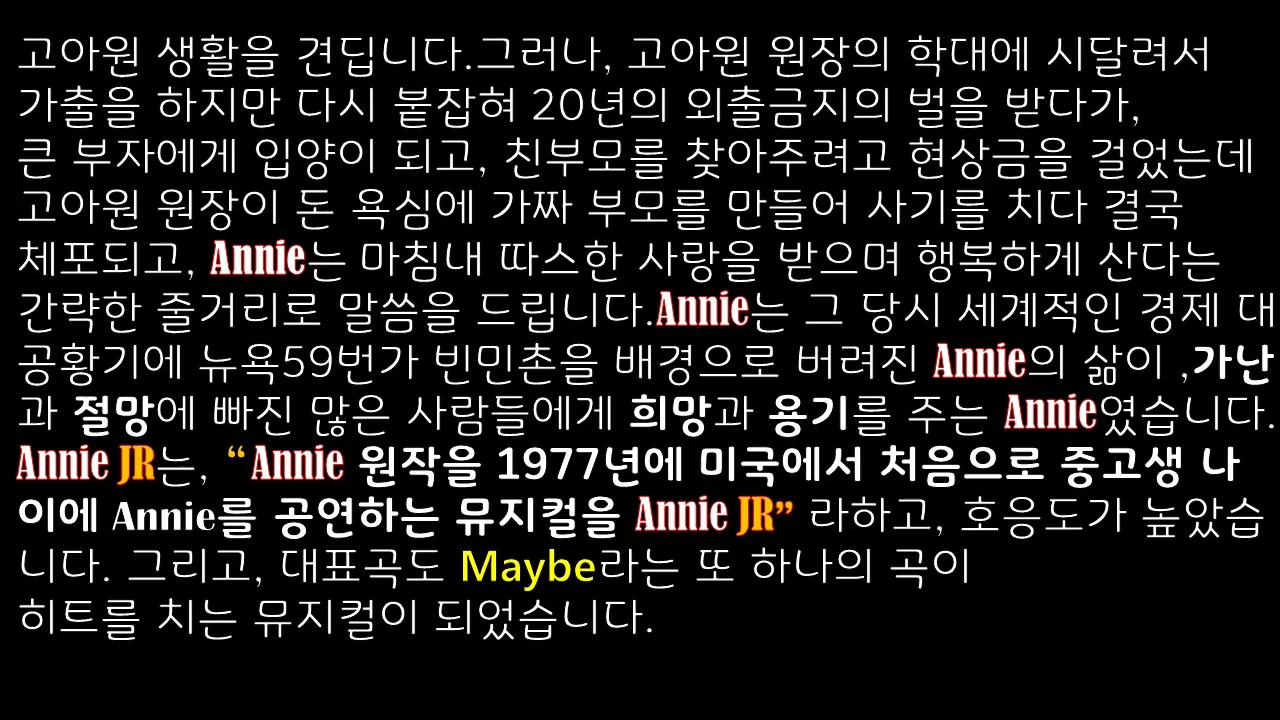 고아원 생활을 견딥니다.그러나, 고아원 원장의 학대에 시달려서
가출을 하지만 다시 붙잡혀 20년의 외출금지의 벌을 받다가,
큰 부자에게 입양이 되고, 친부모를 찾아주려고 현상금을 걸었는데
고아원 원장이 돈 욕심에 가짜 부모를 만들어 사기를 치다 결국
체포되고, Annie는 마침내 따스한 사랑을 받으며 행복하게 산다는
간략한 줄거리로 말씀을 드립니다.Annie는 그 당시 세계적인 경제 대
공황기에 뉴욕59번가 빈민촌을 배경으로 버려진 Annie의 삶이 ,가난
과 절망에 빠진 많은 사람들에게 희망과 용기를 주는 Annie였습니다.
Annie JR는, “Annie 원작을 1977년에 미국에서 처음으로 중고생 나
이에 Annie를 공연하는 뮤지컬을 Annie JR” 라하고, 호응도가 높았습
니다. 그리고, 대표곡도 Maybe라는 또 하나의 곡이
히트를 치는 뮤지컬이 되었습니다.